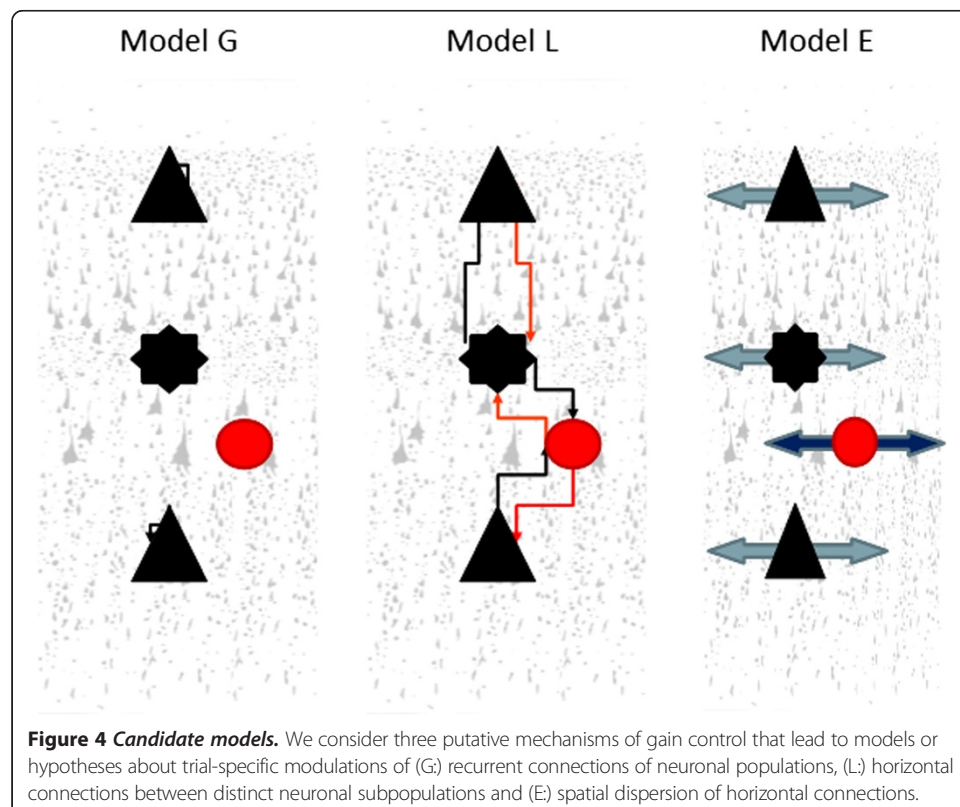 Model G Model L Model E
Figure 4 Candidate models. We consider three putative mechanisms of gain control that lead to models or
hypotheses about trial-specific modulations of (G:) recurrent connections of neuronal populations, (L:) horizontal
connections between distinct neuronal subpopulations and (E:) spatial dispersion of horizontal connections.